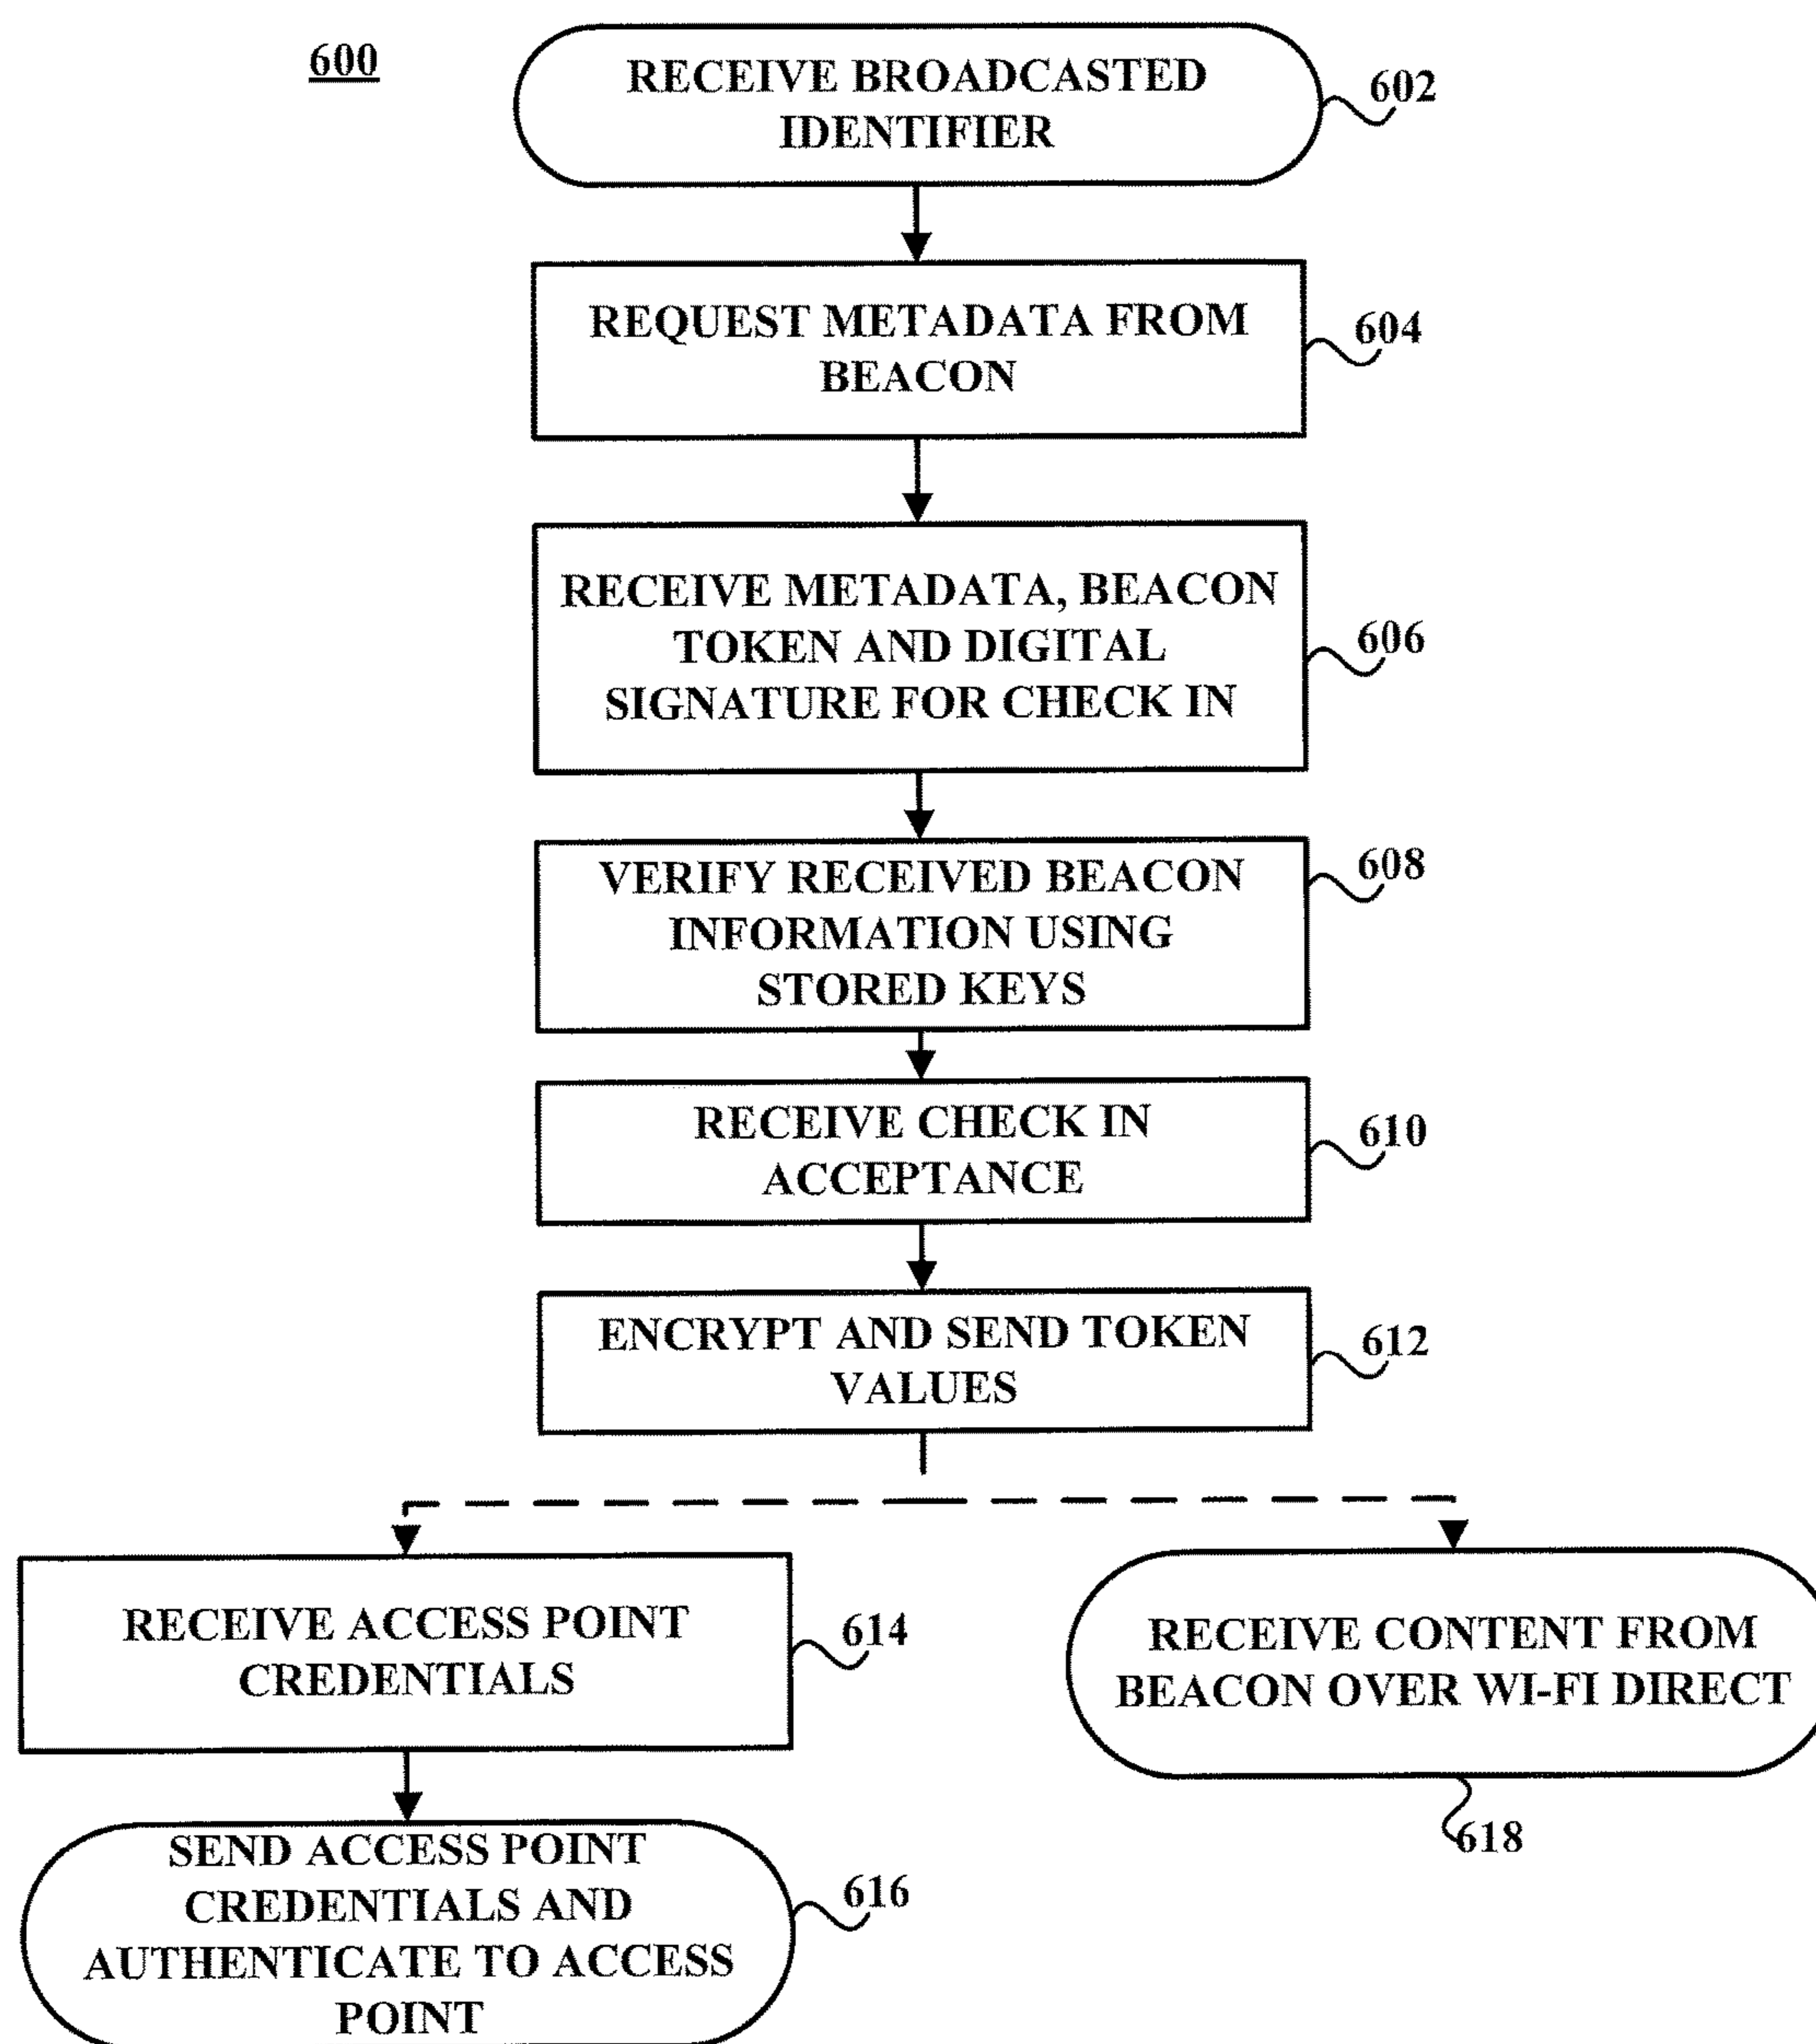 600
RECEIVE BROADCASTED
IDENTIFIER
602
REQUEST METADATA FROM
BEACON
604
RECEIVE METADATA, BEACON
TOKEN AND DIGITAL
SIGNATURE FOR CHECK IN
606
VERIFY RECEIVED BEACON
INFORMATION USING
STORED KEYS
608
RECEIVE CHECK IN
ACCEPTANCE
610
ENCRYPT AND SEND TOKEN
VALUES
612
RECEIVE ACCESS POINT
CREDENTIALS
614
SEND ACCESS POINT
CREDENTIALS AND
AUTHENTICATE TO ACCESS
POINT
616
RECEIVE CONTENT FROM
BEACON OVER WI-FI DIRECT
618